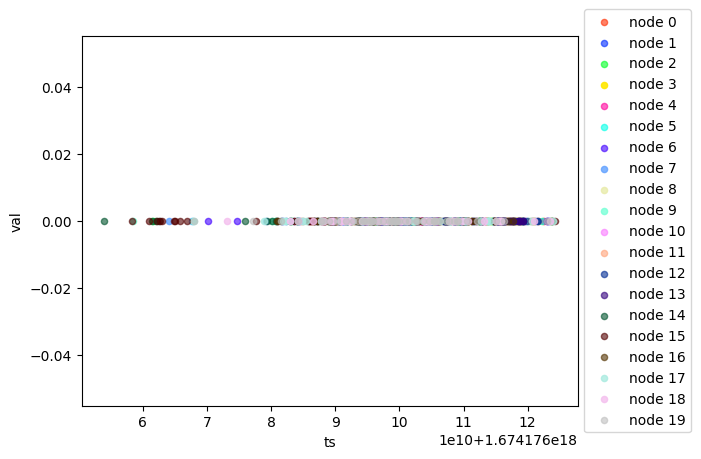 0.04
0.02
0.00
−0.02
−0.04
val
6 7 8 9 10 11 12
ts
1e10+1.674176e18
node 0
node 1
node 2
node 3
node 4
node 5
node 6
node 7
node 8
node 9
node 10
node 11
node 12
node 13
node 14
node 15
node 16
node 17
node 18
node 19